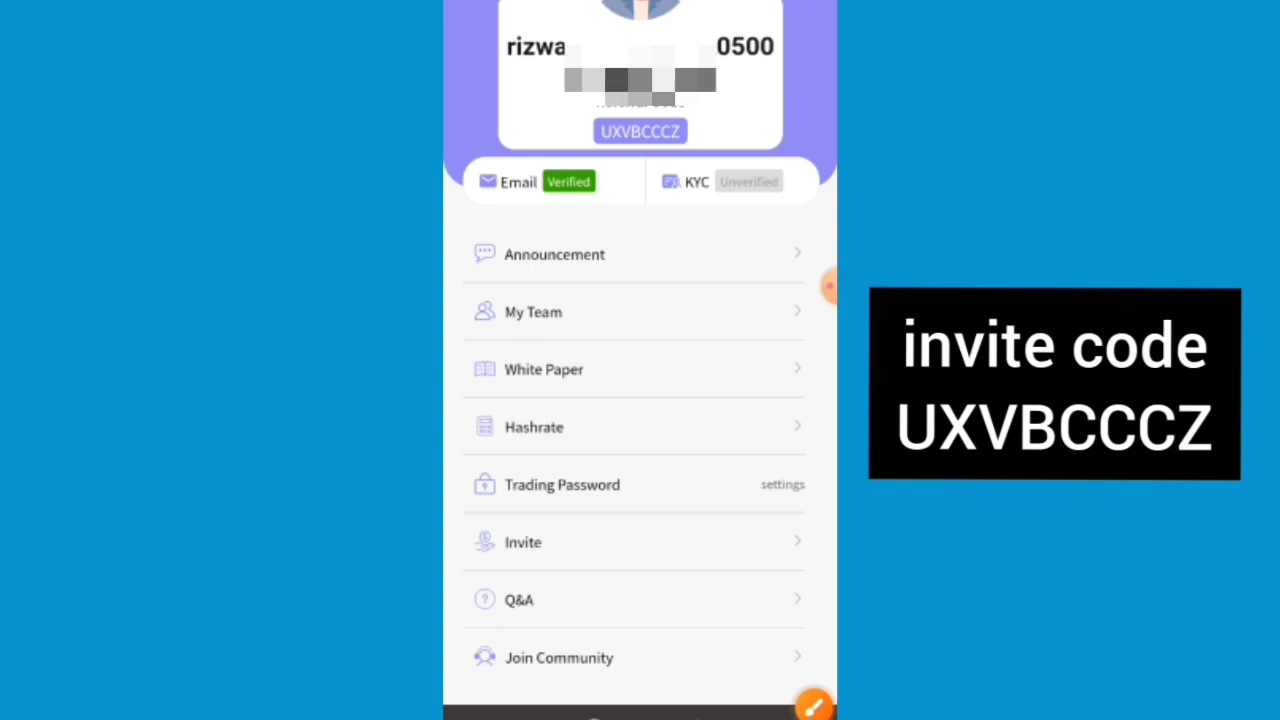 rizwa 0500
UXVBCCCZ
Email Verified
KYC Unverified
Announcement
My Team
White Paper
Hashrate
Trading Password settings
Invite
Q&A
Join Community
invite code
UXVBCCCZ